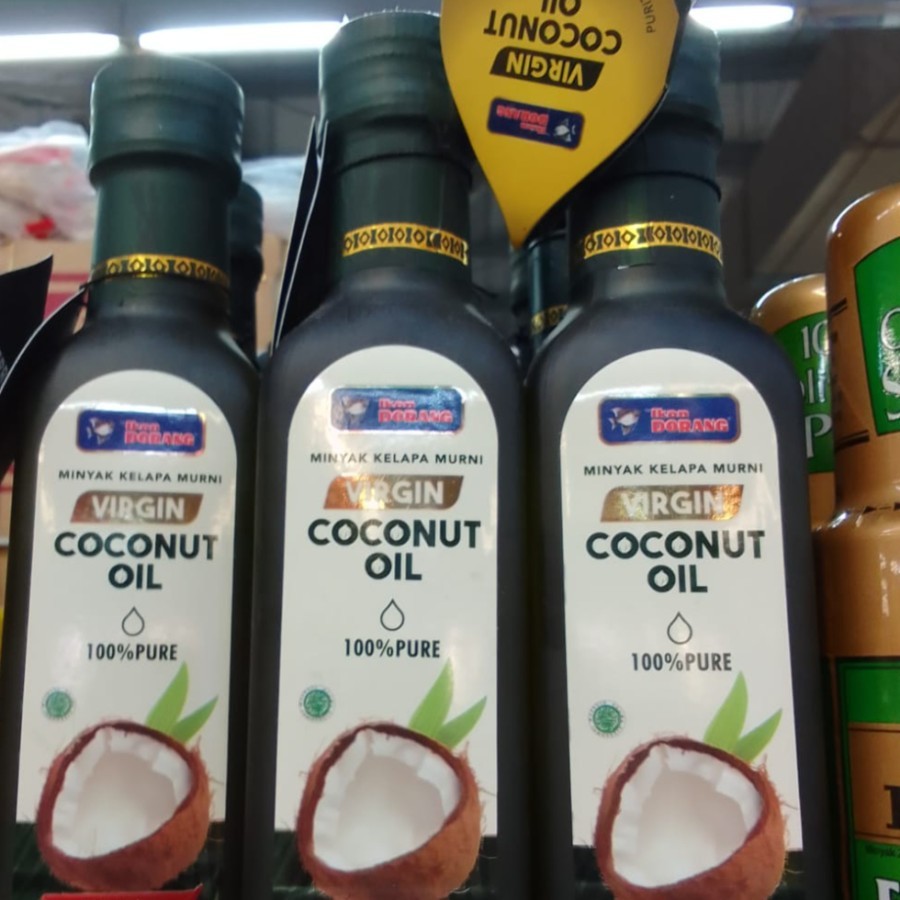 VIRGIN
COCONUT
OIL
Ikan
DORANG
Ikan
DORANG
MINYAK KELAPA MURNI
VIRGIN
COCONUT
OIL
100%PURE
Ikan
DORANG
MINYAK KELAPA MURNI
VIRGIN
COCONUT
OIL
100%PURE
Ikan
DORANG
MINYAK KELAPA MURNI
VIRGIN
COCONUT
OIL
100%PURE